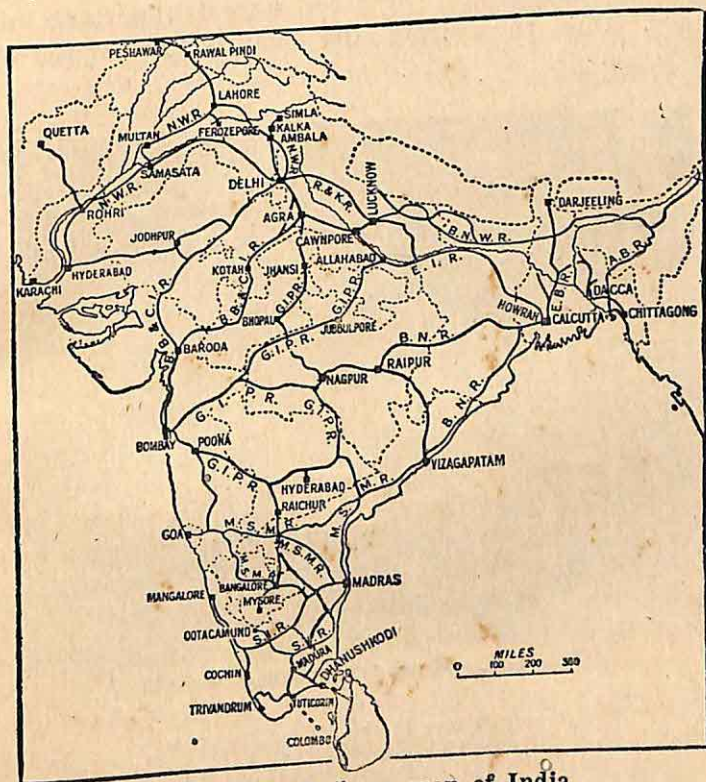 PESHAWAR
RAWAL PINDI
LAHORE
SIMLA
KALKA
AMBALA
FEROZEPORE
N.W.R.
QUETTA
MULTAN
SAMASATA
N.W.R.
N.W.R.
DELHI
ROHRI
R.&K.R.
LUCKNOW
DARJEELING
AGRA
B.N.W.R.
CAWNPORE
JODHPUR
ALLAHABAD
A.B.R.
HYDERABAD
KOTAH
JHANSI
E.I.R.
KARACHI
E.B.R.
DACCA
B.B.&C.I.R.
B.B.&C.I.R.
G.I.P.R.
G.I.P.R.
HOWRAH
CALCUTTA
CHITTAGONG
BHOPAL
JUBBULPORE
BARODA
G.I.P.R.
B.N.R.
RAIPUR
NAGPUR
B.N.R.
G.I.P.R.
G.I.P.R.
BOMBAY
POONA
VIZAGAPATAM
G.I.P.R.
HYDERABAD
RAICHUR
M.S.M.R.
GOA
M.S.M.R.
M.S.M.R.
M.S.M.R.
BANGALORE
MADRAS
MANGALORE
MYSORE
OOTACAMUND
S.I.R.
S.I.R.
MADURA
DHANUSHKODI
MILES
0 100 200 300
COCHIN
TRIVANDRUM
TUTICORIN
COLOMBO
map of India